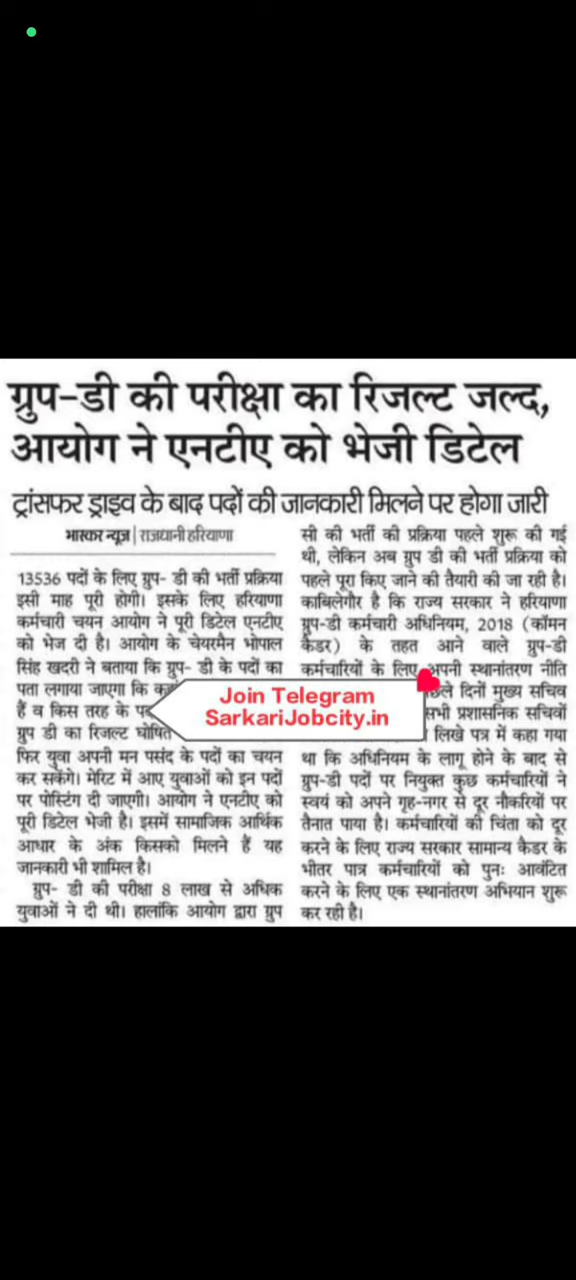 ग्रुप-डी की परीक्षा का रिजल्ट जल्द,
आयोग ने एनटीए को भेजी डिटेल
ट्रांसफर ड्राइव के बाद पदों की जानकारी मिलने पर होगा जारी
भास्कर न्यूज | राजधानी हरियाणा
13536 पदों के लिए ग्रुप- डी की भर्ती प्रक्रिया
इसी माह पूरी होगी। इसके लिए हरियाणा
कर्मचारी चयन आयोग ने पूरी डिटेल एनटीए
को भेज दी है। आयोग के चेयरमैन भोपाल
सिंह खदरी ने बताया कि ग्रुप- डी के पदों का
पता लगाया जाएगा कि
हैं व किस तरह के
ग्रुप डी का रिजल्ट घोषित
फिर युवा अपनी मन पसंद के पदों का चयन
कर सकेंगे। मेरिट में आए युवाओं को इन पदों
पर पोस्टिंग दी जाएगी। आयोग ने एनटीए को
पूरी डिटेल भेजी है। इसमें सामाजिक आर्थिक
आधार के अंक किसको मिलने हैं यह
जानकारी भी शामिल है।
ग्रुप- डी की परीक्षा 8 लाख से अधिक
युवाओं ने दी थी। हालांकि आयोग द्वारा ग्रुप
सी की भर्ती की प्रक्रिया पहले शुरू की गई
थी, लेकिन अब ग्रुप डी की भर्ती प्रक्रिया को
पहले पूरा किए जाने की तैयारी की जा रही है।
काबिलेगौर है कि राज्य सरकार ने हरियाणा
ग्रुप-डी कर्मचारी अधिनियम, 2018 (कॉमन
कैडर) के तहत आने वाले ग्रुप-डी
कर्मचारियों के लिए अपनी स्थानांतरण नीति
दिनों मुख्य सचिव
सभी प्रशासनिक सचिवों
लिखे पत्र में कहा गया
था कि अधिनियम के लागू होने के बाद से
ग्रुप-डी पदों पर नियुक्त कुछ कर्मचारियों ने
स्वयं को अपने गृह-नगर से दूर नौकरियों पर
तैनात पाया है। कर्मचारियों की चिंता को दूर
करने के लिए राज्य सरकार सामान्य कैडर के
भीतर पात्र कर्मचारियों को पुनः आवंटित
करने के लिए एक स्थानांतरण अभियान शुरू
कर रही है।
Join Telegram
SarkariJobcity.in